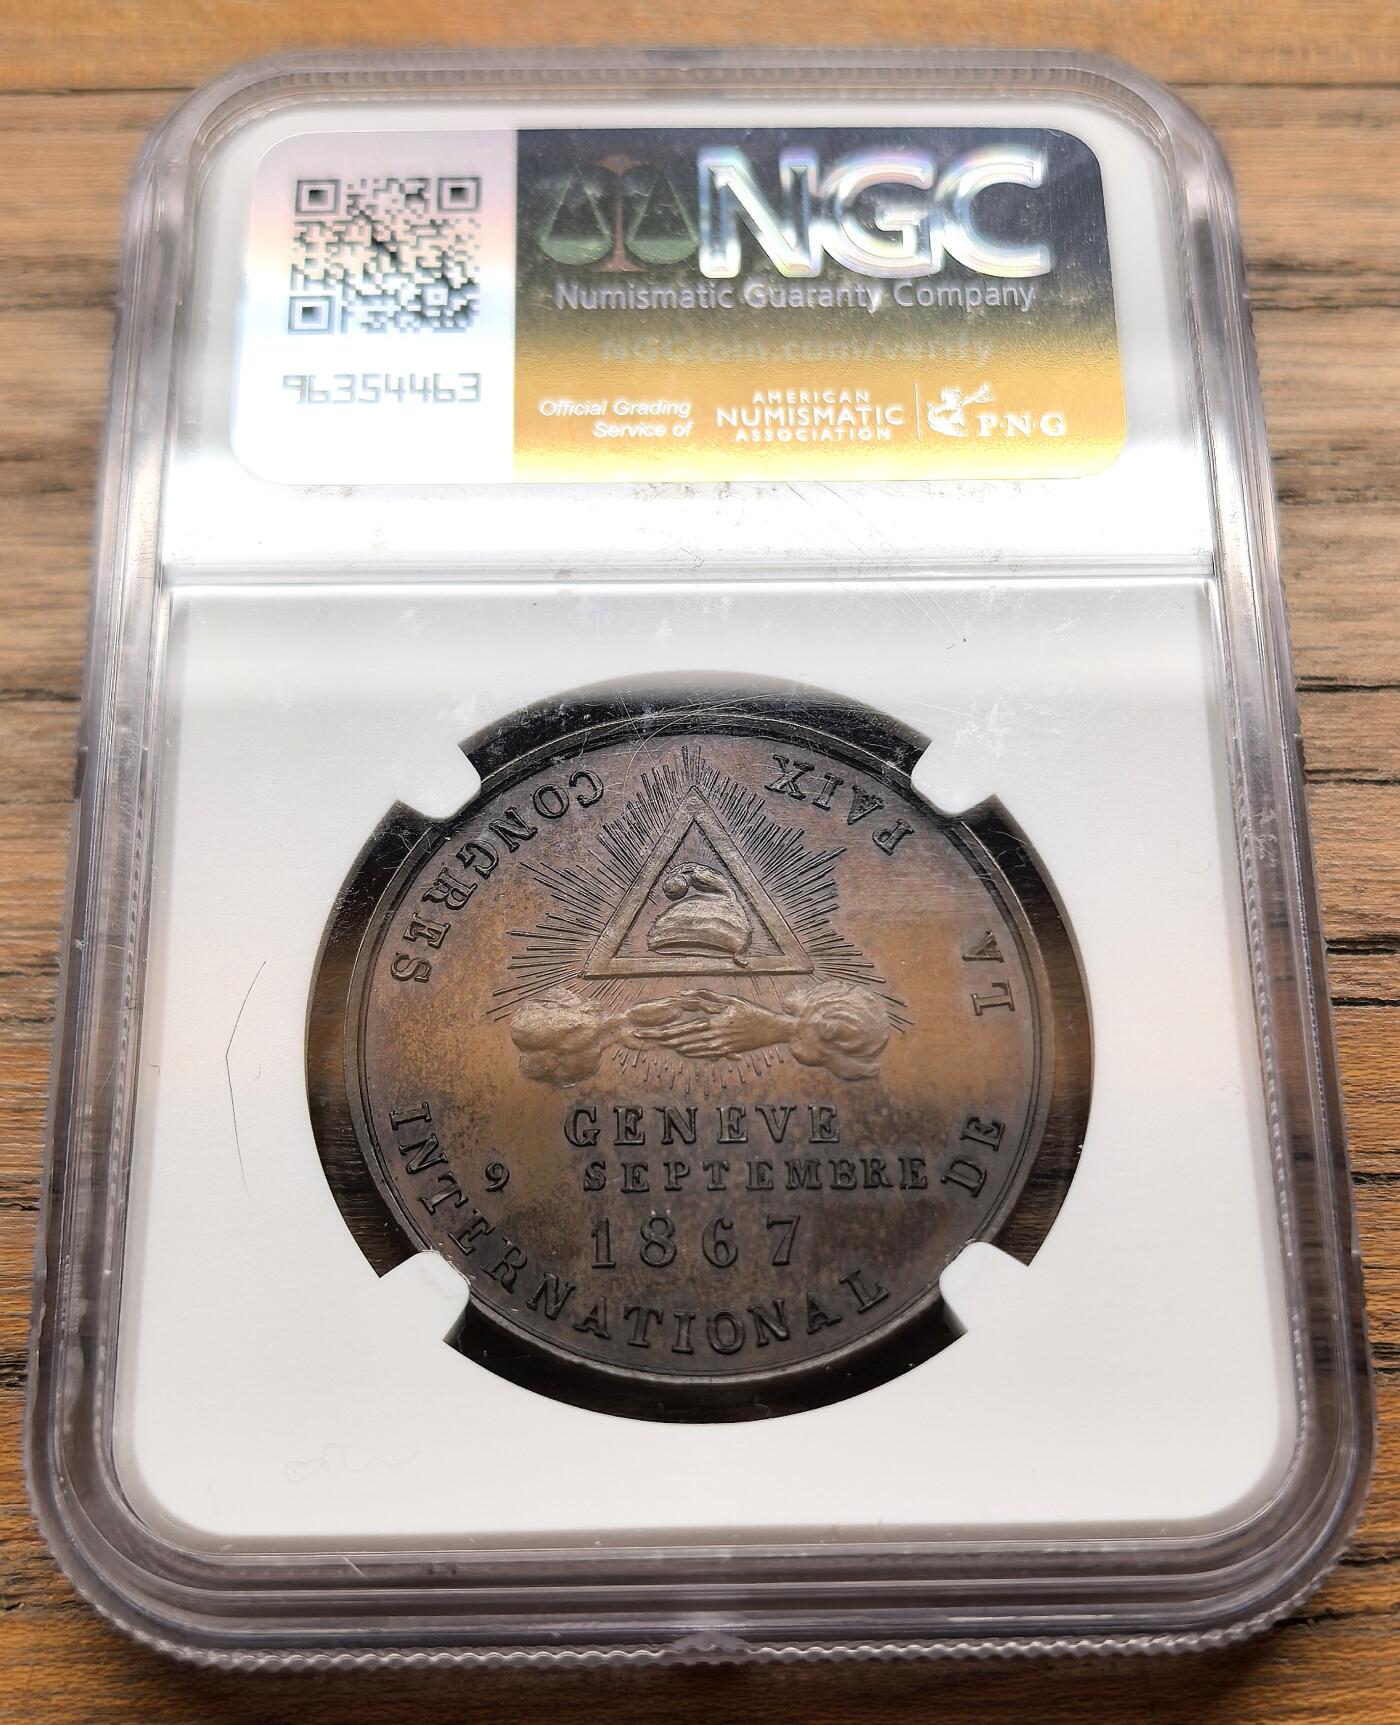 96354463
NGC
Numismatic Guaranty Company
NGCcoin.com/verify
Official Grading
Service of
AMERICAN
NUMISMATIC
ASSOCIATION
P·N·G
CONGRES INTERNATIONAL DE LA PAIX
GENEVE
9 SEPTEMBRE
1867